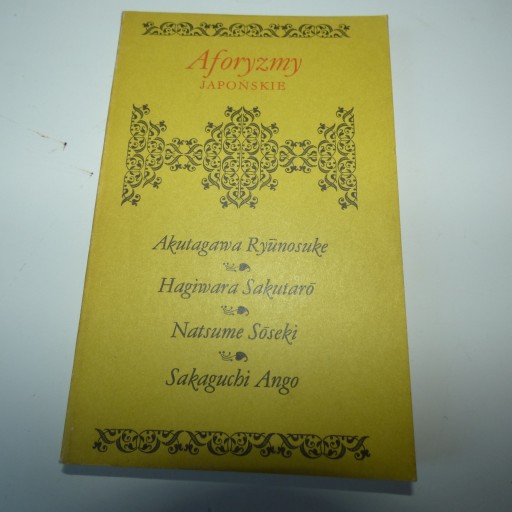 Aforyzmy
JAPOŃSKIE
Akutagawa Ryūnosuke
Hagiwara Sakutarō
Natsume Sōseki
Sakaguchi Ango